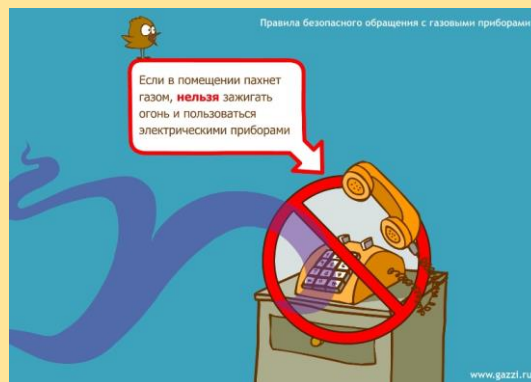 Правила безопасного обращения с газовыми приборами
Если в помещении пахнет
газом, нельзя зажигать
огонь и пользоваться
электрическими приборами
www.gazzi.ru